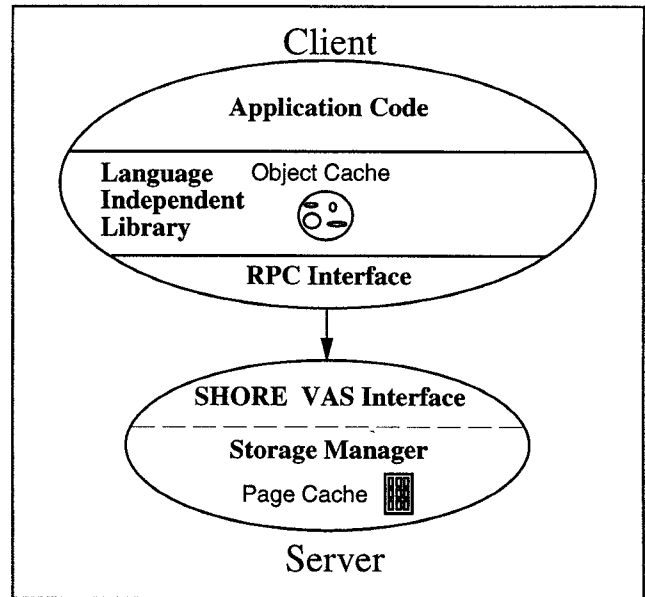 Client
Application Code
Language Object Cache
Independent
Library
RPC Interface
SHORE VAS Interface
Storage Manager
Page Cache
Server